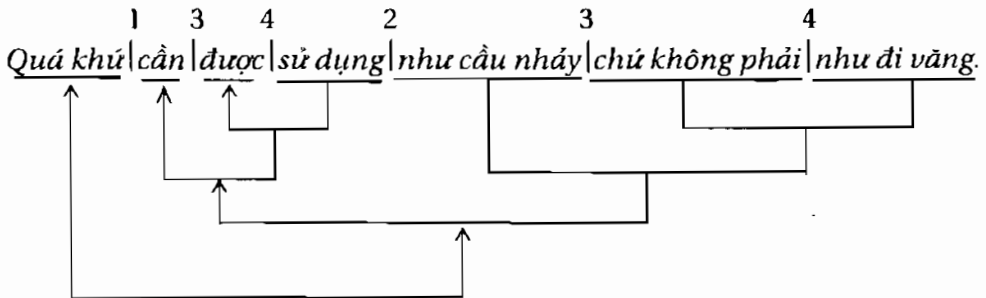 1 3 4 2 3 4
Quá khứ|cần|được|sử dụng|như cầu nháy|chứ không phải|như đi văng.